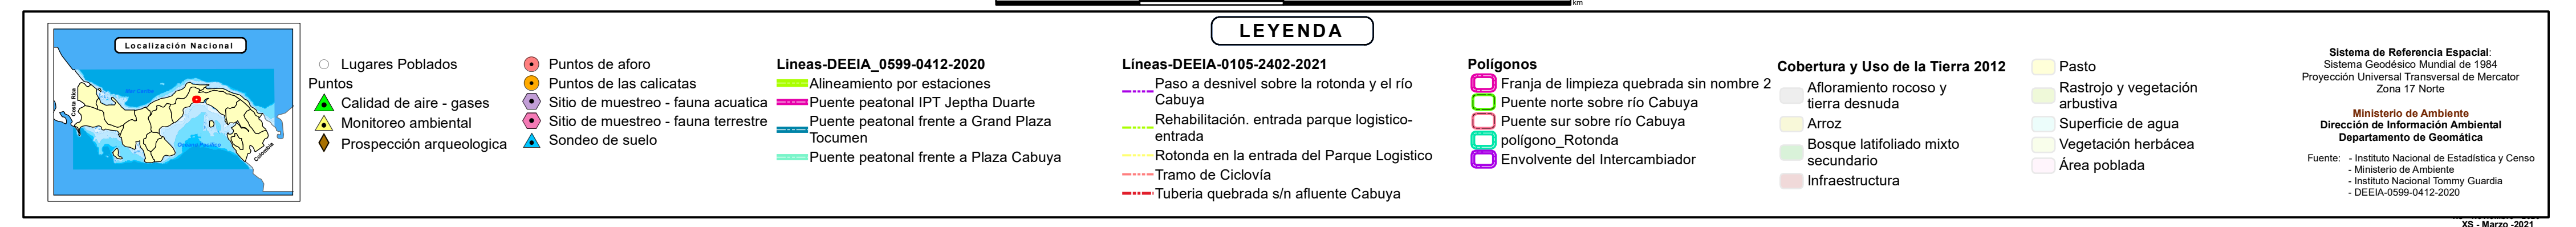 km
LEYENDA
Localización Nacional
Mar Caribe
Costa Rica
Océano Pacífico
Colombia
Lugares Poblados
Puntos
Calidad de aire - gases
Monitoreo ambiental
Prospección arqueologica
Puntos de aforo
Puntos de las calicatas
Sitio de muestreo - fauna acuatica
Sitio de muestreo - fauna terrestre
Sondeo de suelo
Lineas-DEEIA_0599-0412-2020
Alineamiento por estaciones
Puente peatonal IPT Jeptha Duarte
Puente peatonal frente a Grand Plaza
Tocumen
Puente peatonal frente a Plaza Cabuya
Líneas-DEEIA-0105-2402-2021
Paso a desnivel sobre la rotonda y el río
Cabuya
Rehabilitación. entrada parque logistico-
entrada
Rotonda en la entrada del Parque Logistico
Tramo de Ciclovía
Tuberia quebrada s/n afluente Cabuya
Polígonos
Franja de limpieza quebrada sin nombre 2
Puente norte sobre río Cabuya
Puente sur sobre río Cabuya
polígono_Rotonda
Envolvente del Intercambiador
Cobertura y Uso de la Tierra 2012
Afloramiento rocoso y
tierra desnuda
Arroz
Bosque latifoliado mixto
secundario
Infraestructura
Pasto
Rastrojo y vegetación
arbustiva
Superficie de agua
Vegetación herbácea
Área poblada
Sistema de Referencia Espacial:
Sistema Geodésico Mundial de 1984
Proyección Universal Transversal de Mercator
Zona 17 Norte
Ministerio de Ambiente
Dirección de Información Ambiental
Departamento de Geomática
Fuente: - Instituto Nacional de Estadística y Censo
- Ministerio de Ambiente
- Instituto Nacional Tommy Guardia
- DEEIA-0599-0412-2020
XS - Marzo -2021